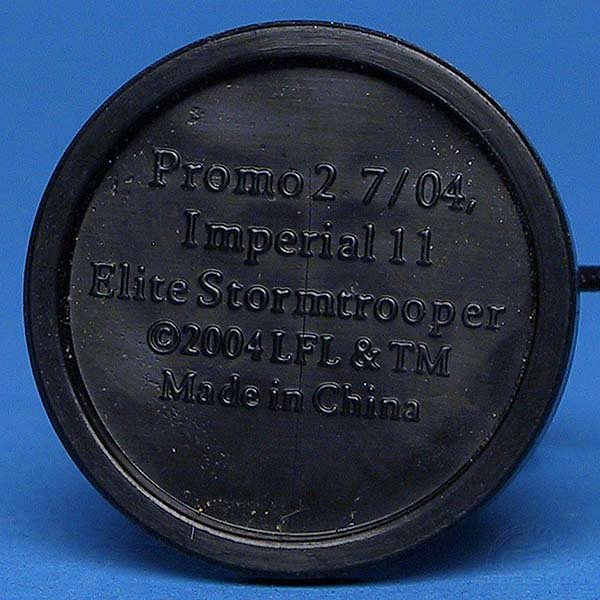 Promo 2 7/04,
Imperial 11
Elite Stormtrooper
©2004 LFL & TM
Made in China